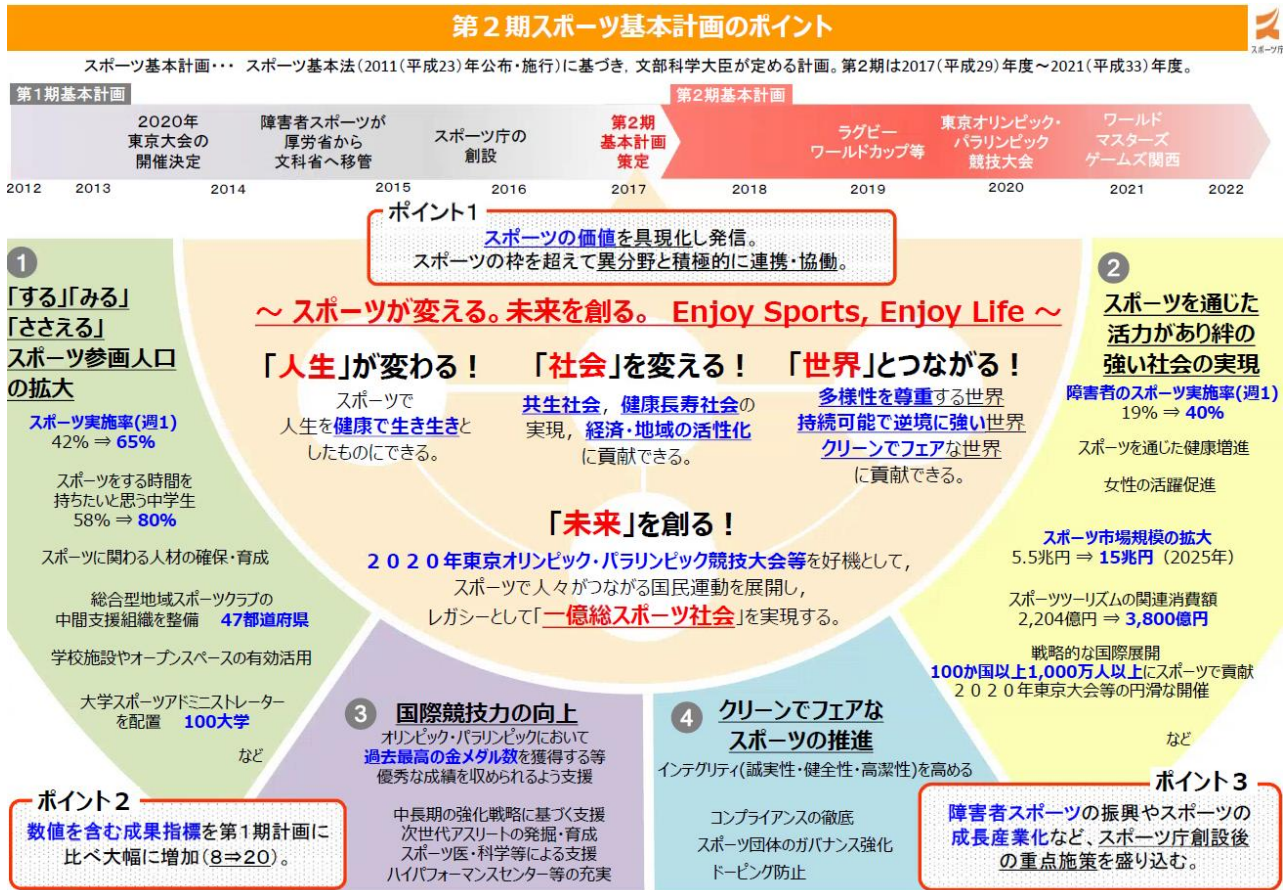 第２期スポーツ基本計画のポイント
スポーツ庁
スポーツ基本計画・・・ スポーツ基本法(2011(平成23)年公布・施行)に基づき，文部科学大臣が定める計画。第2期は2017(平成29)年度～2021(平成33)年度。
第1期基本計画
第2期基本計画
2020年
東京大会の
開催決定
障害者スポーツが
厚労省から
文科省へ移管
スポーツ庁の
創設
第2期
基本計画
策定
ラグビー
ワールドカップ等
東京オリンピック・
パラリンピック
競技大会
ワールド
マスターズ
ゲームズ関西
2012 2013 2014 2015 2016 2017 2018 2019 2020 2021 2022
ポイント1
スポーツの価値を具現化し発信。
スポーツの枠を超えて異分野と積極的に連携・協働。
～ スポーツが変える。未来を創る。 Enjoy Sports, Enjoy Life ～
「人生」が変わる！
スポーツで
人生を健康で生き生きと
したものにできる。
「社会」を変える！
共生社会，健康長寿社会の
実現，経済・地域の活性化
に貢献できる。
「世界」とつながる！
多様性を尊重する世界
持続可能で逆境に強い世界
クリーンでフェアな世界
に貢献できる。
「未来」を創る！
２０２０年東京オリンピック・パラリンピック競技大会等を好機として，
スポーツで人々がつながる国民運動を展開し，
レガシーとして「一億総スポーツ社会」を実現する。
1
「する」「みる」
「ささえる」
スポーツ参画人口
の拡大
スポーツ実施率(週1)
42% ⇒ 65%
スポーツをする時間を
持ちたいと思う中学生
58% ⇒ 80%
スポーツに関わる人材の確保・育成
総合型地域スポーツクラブの
中間支援組織を整備 47都道府県
学校施設やオープンスペースの有効活用
大学スポーツアドミニストレーター
を配置 100大学
など
2
スポーツを通じた
活力があり絆の
強い社会の実現
障害者のスポーツ実施率(週1)
19% ⇒ 40%
スポーツを通じた健康増進
女性の活躍促進
スポーツ市場規模の拡大
5.5兆円 ⇒ 15兆円（2025年）
スポーツツーリズムの関連消費額
2,204億円 ⇒ 3,800億円
戦略的な国際展開
100か国以上1,000万人以上にスポーツで貢献
２０２０年東京大会等の円滑な開催
など
3
国際競技力の向上
オリンピック・パラリンピックにおいて
過去最高の金メダル数を獲得する等
優秀な成績を収められるよう支援
中長期の強化戦略に基づく支援
次世代アスリートの発掘・育成
スポーツ医・科学等による支援
ハイパフォーマンスセンター等の充実
4
クリーンでフェアな
スポーツの推進
インテグリティ(誠実性・健全性・高潔性)を高める
コンプライアンスの徹底
スポーツ団体のガバナンス強化
ドーピング防止
ポイント２
数値を含む成果指標を第1期計画に
比べ大幅に増加(8⇒20)。
ポイント３
障害者スポーツの振興やスポーツの
成長産業化など、スポーツ庁創設後
の重点施策を盛り込む。